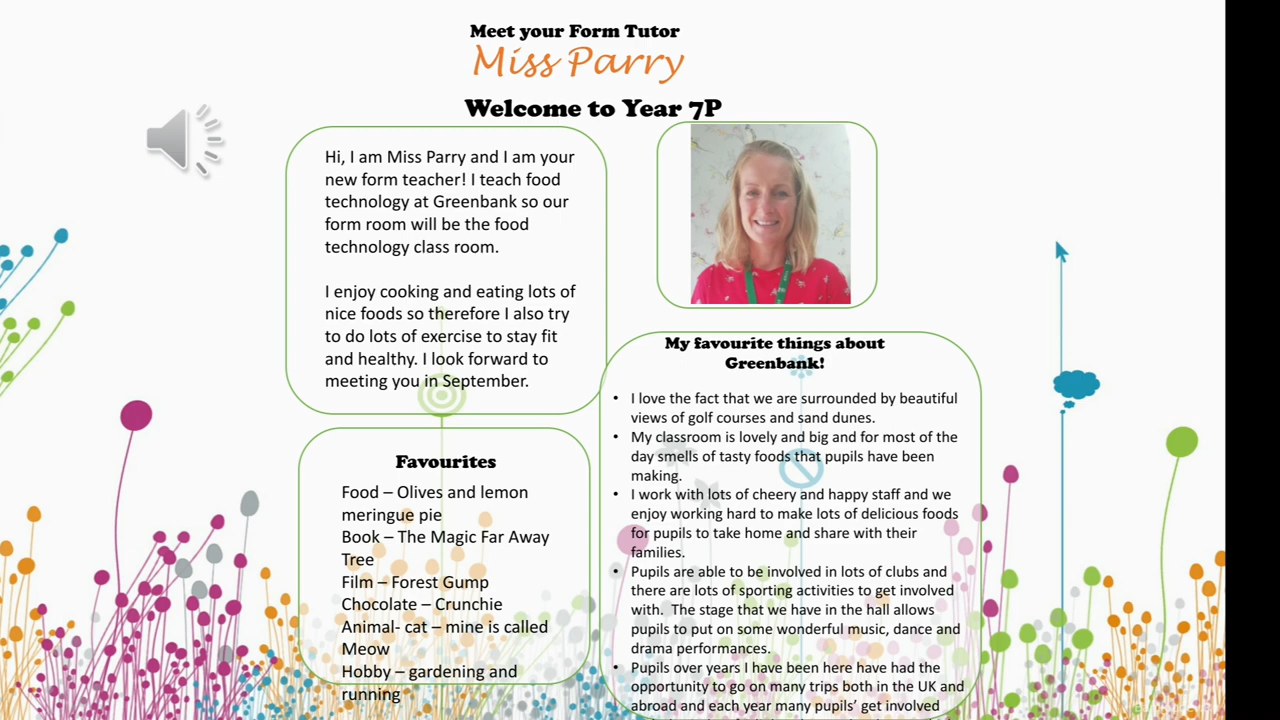 Meet your Form Tutor
Miss Parry
Welcome to Year 7P
Hi, I am Miss Parry and I am your
new form teacher! I teach food
technology at Greenbank so our
form room will be the food
technology class room.
I enjoy cooking and eating lots of
nice foods so therefore I also try
to do lots of exercise to stay fit
and healthy. I look forward to
meeting you in September.
Favourites
Food – Olives and lemon
meringue pie
Book – The Magic Far Away
Tree
Film – Forest Gump
Chocolate – Crunchie
Animal- cat – mine is called
Meow
Hobby – gardening and
running
My favourite things about
Greenbank!
• I love the fact that we are surrounded by beautiful
views of golf courses and sand dunes.
• My classroom is lovely and big and for most of the
day smells of tasty foods that pupils have been
making.
• I work with lots of cheery and happy staff and we
enjoy working hard to make lots of delicious foods
for pupils to take home and share with their
families.
• Pupils are able to be involved in lots of clubs and
there are lots of sporting activities to get involved
with.  The stage that we have in the hall allows
pupils to put on some wonderful music, dance and
drama performances.
• Pupils over years I have been here have had the
opportunity to go on many trips both in the UK and
abroad and each year many pupils’ get involved